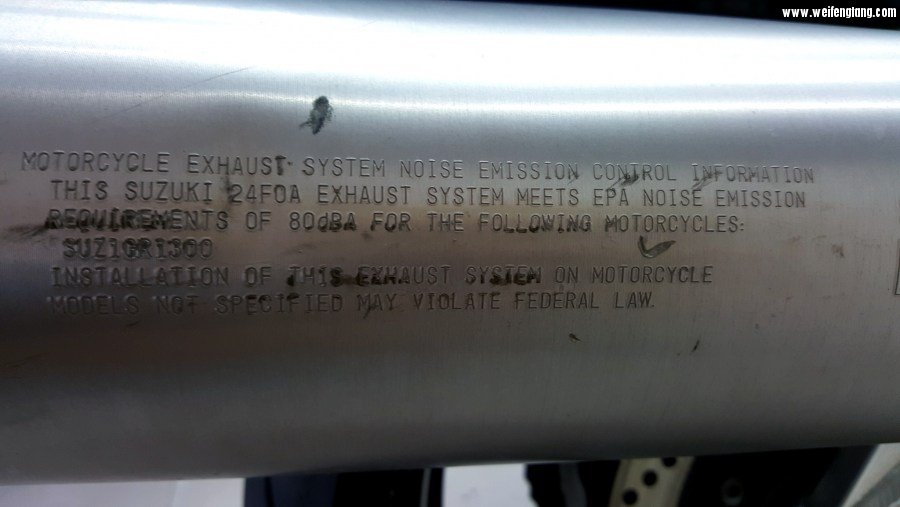 www.weifengtang.com
MOTORCYCLE EXHAUST SYSTEM NOISE EMISSION CONTROL INFORMATION
THIS SUZUKI 24F0A EXHAUST SYSTEM MEETS EPA NOISE EMISSION
REQUIREMENTS OF 80dBA FOR THE FOLLOWING MOTORCYCLES:
SUZ1GR1300
INSTALLATION OF THIS EXHAUST SYSTEM ON MOTORCYCLE
MODELS NOT SPECIFIED MAY VIOLATE FEDERAL LAW.